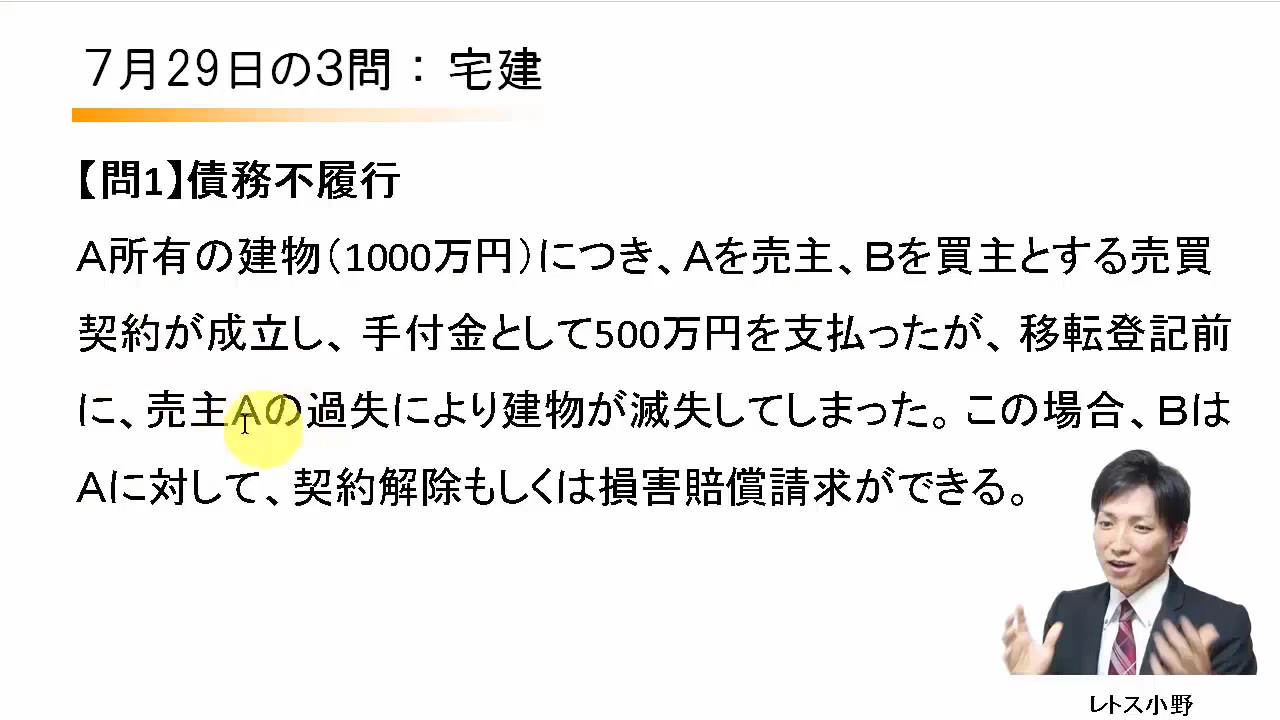 ７月29日の３問：宅建
【問1】債務不履行
Ａ所有の建物（1000万円）につき、Ａを売主、Ｂを買主とする売買
契約が成立し、手付金として500万円を支払ったが、移転登記前
に、売主Ａの過失により建物が滅失してしまった。この場合、Ｂは
Ａに対して、契約解除もしくは損害賠償請求ができる。
レトス小野